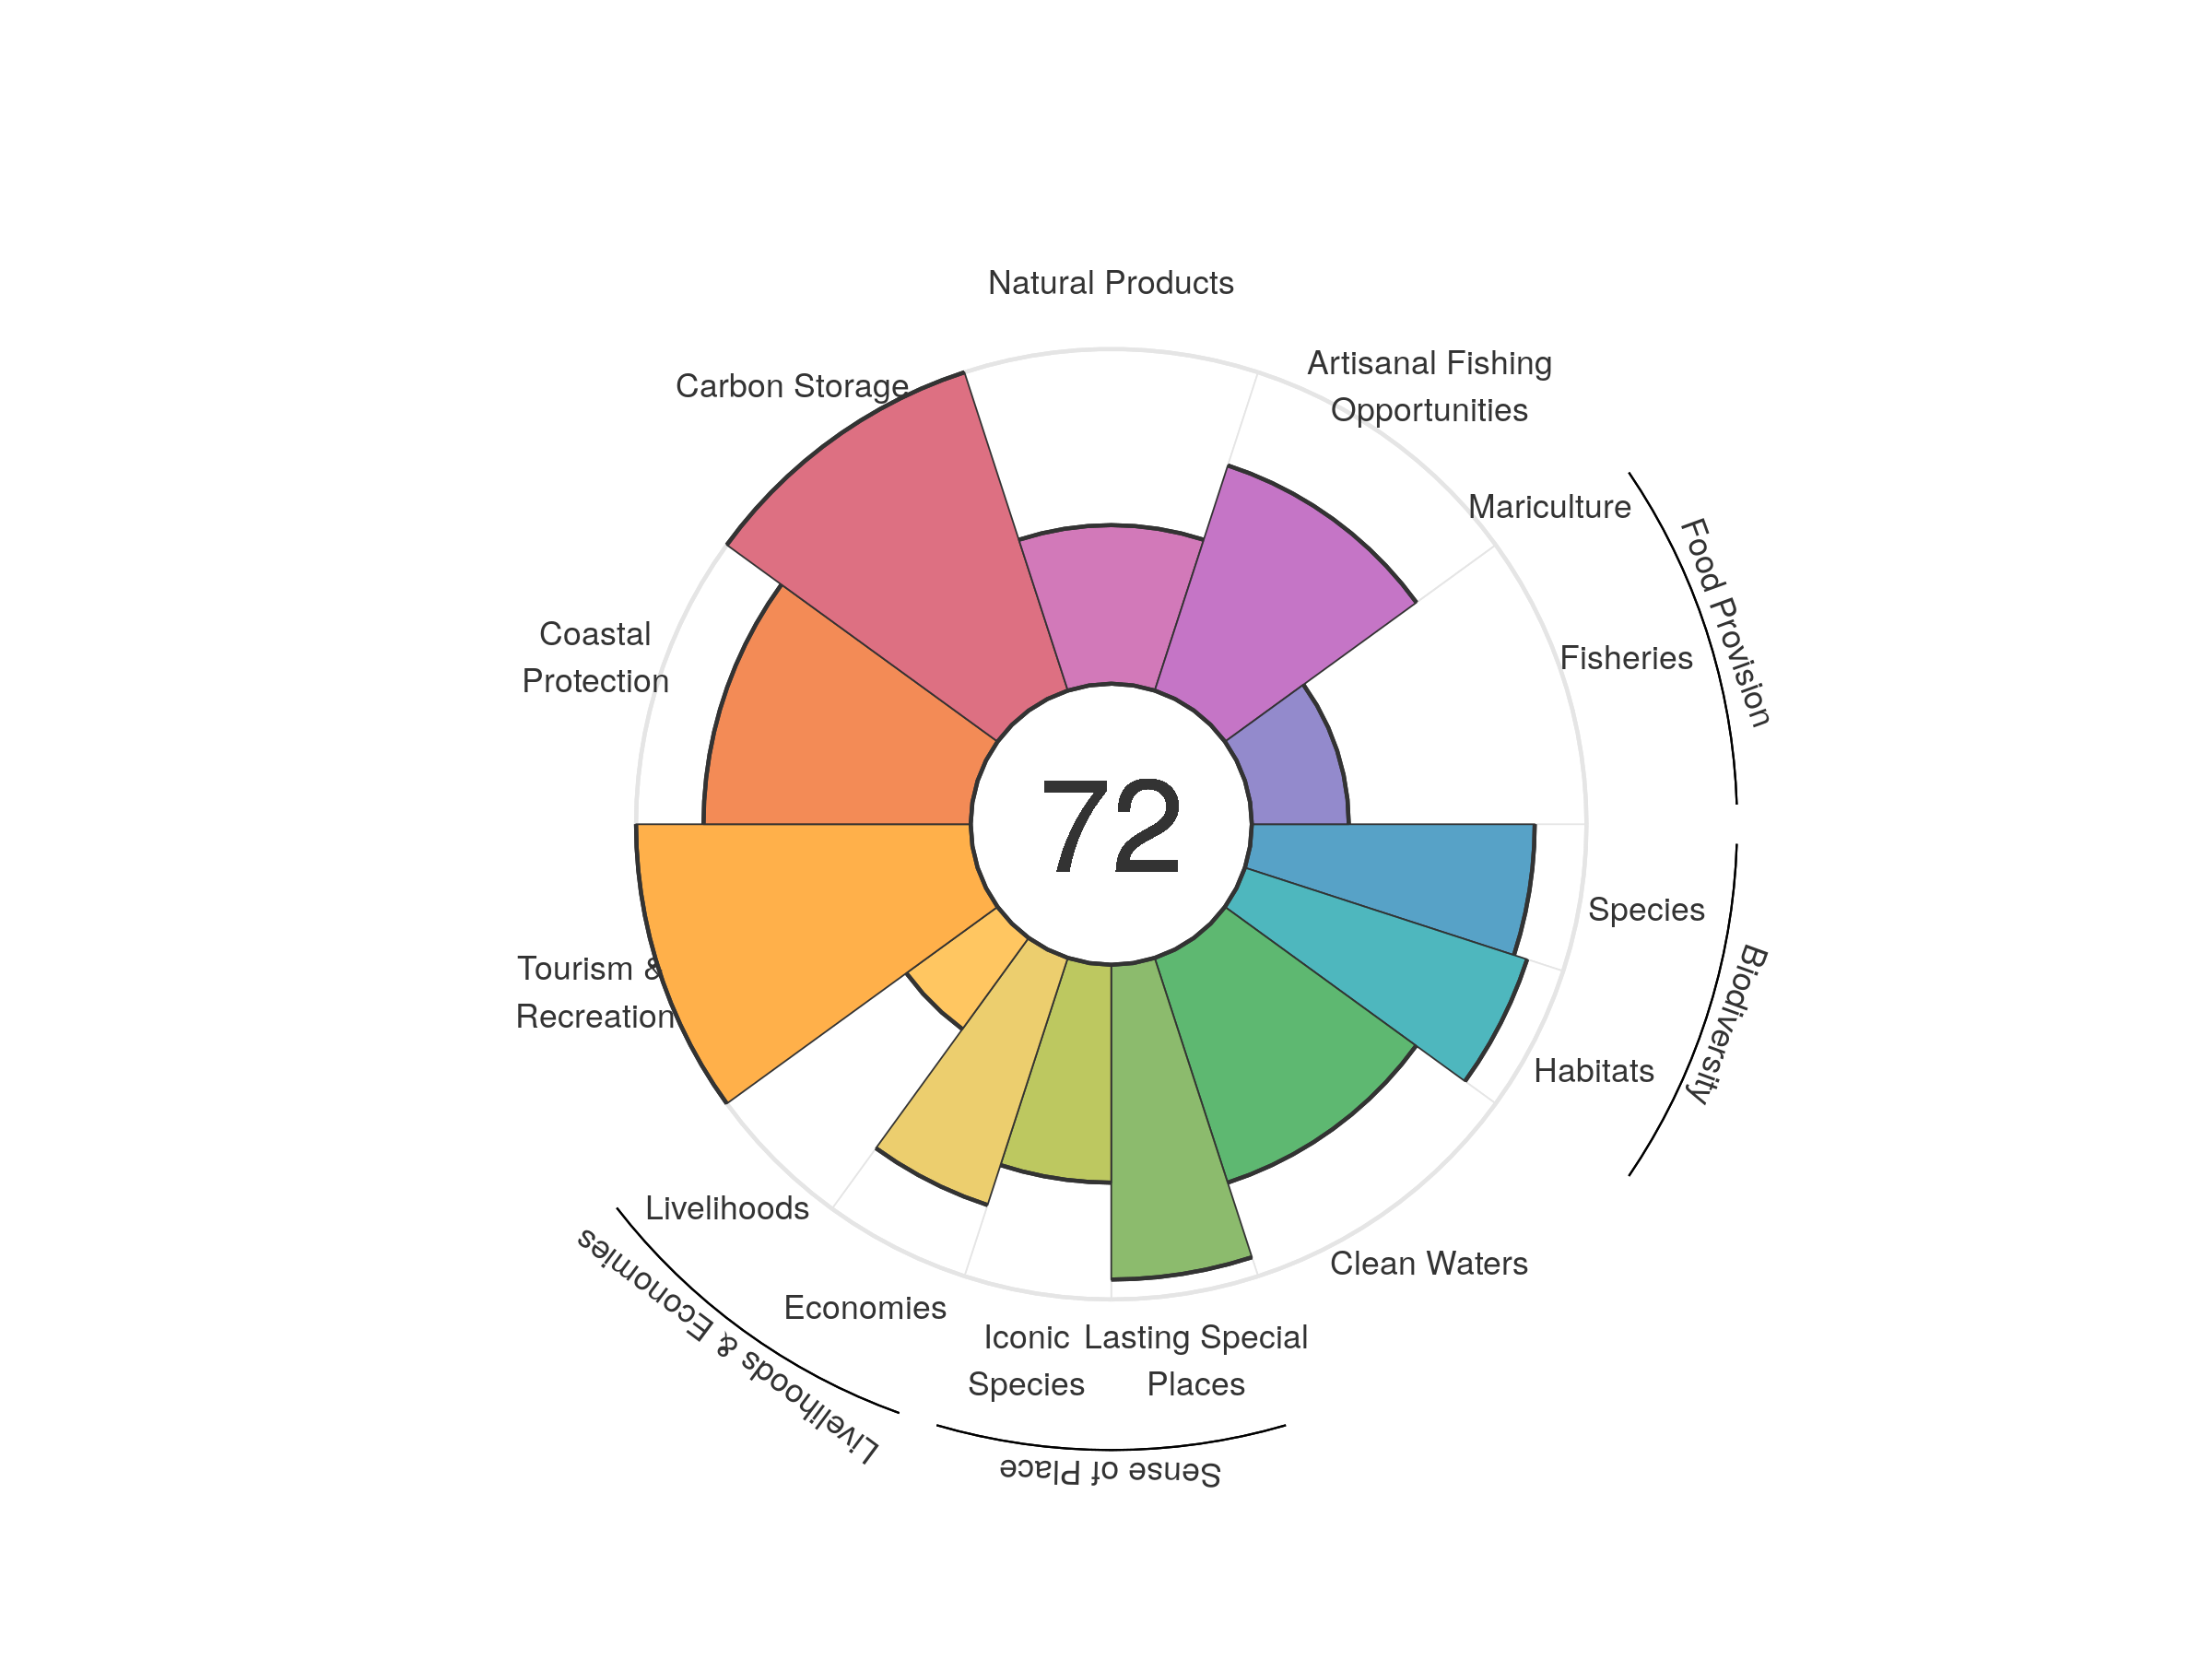 Natural Products
Artisanal Fishing
Opportunities
Carbon Storage
Mariculture
Food Provision
Fisheries
Coastal
Protection
72
Species
Biodiversity
Habitats
Tourism &
Recreation
Livelihoods
Clean Waters
Economies
Livelihoods & Economies
Iconic
Species
Lasting Special
Places
Sense of Place